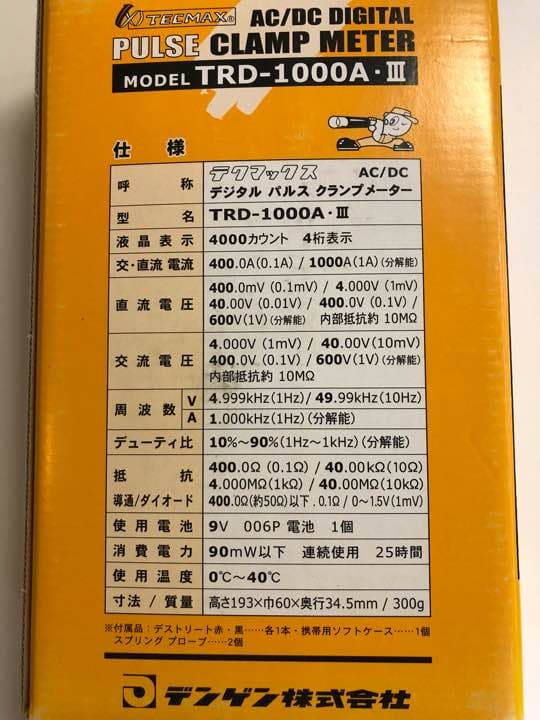 TECMAX® AC/DC DIGITAL
PULSE CLAMP METER
MODEL TRD-1000A・Ⅲ
仕様
呼称 テクマックス AC/DC
デジタル パルス クランプメーター
型名 TRD-1000A・Ⅲ
液晶表示 4000カウント 4桁表示
交・直流電流 400.0A(0.1A) / 1000A(1A)(分解能)
直流電圧 400.0mV(0.1mV) / 4.000V(1mV)
40.00V(0.01V) / 400.0V(0.1V) /
600V(1V)(分解能) 内部抵抗約 10MΩ
交流電圧 4.000V(1mV) / 40.00V(10mV)
400.0V(0.1V) / 600V(1V)(分解能)
内部抵抗約 10MΩ
周波数 V 4.999kHz(1Hz) / 49.99kHz(10Hz)
A 1.000kHz(1Hz)(分解能)
デューティ比 10%～90%(1Hz～1kHz)(分解能)
抵抗 400.0Ω(0.1Ω) / 40.00kΩ(10Ω)
4.000MΩ(1kΩ) / 40.00MΩ(10kΩ)
導通/ダイオード 400.0Ω(約50Ω)以下.0.1Ω / 0～1.5V(1mV)
使用電池 9V 006P 電池 1個
消費電力 90mW以下 連続使用 25時間
使用温度 0℃～40℃
寸法/質量 高さ193×巾60×奥行34.5mm / 300g
※付属品：テストリート赤・黒……各1本・携帯用ソフトケース……1個
スプリング プローブ……2個
デンゲン株式会社